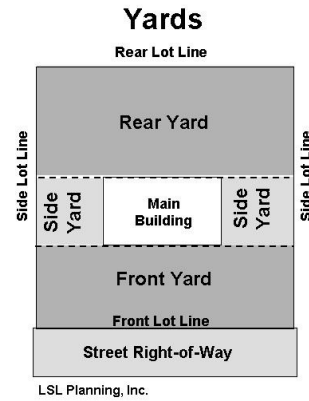 Yards
Rear Lot Line
Rear Yard
Side Lot Line
Side
Yard
Main
Building
Side
Yard
Side Lot Line
Front Yard
Front Lot Line
Street Right-of-Way
LSL Planning, Inc.